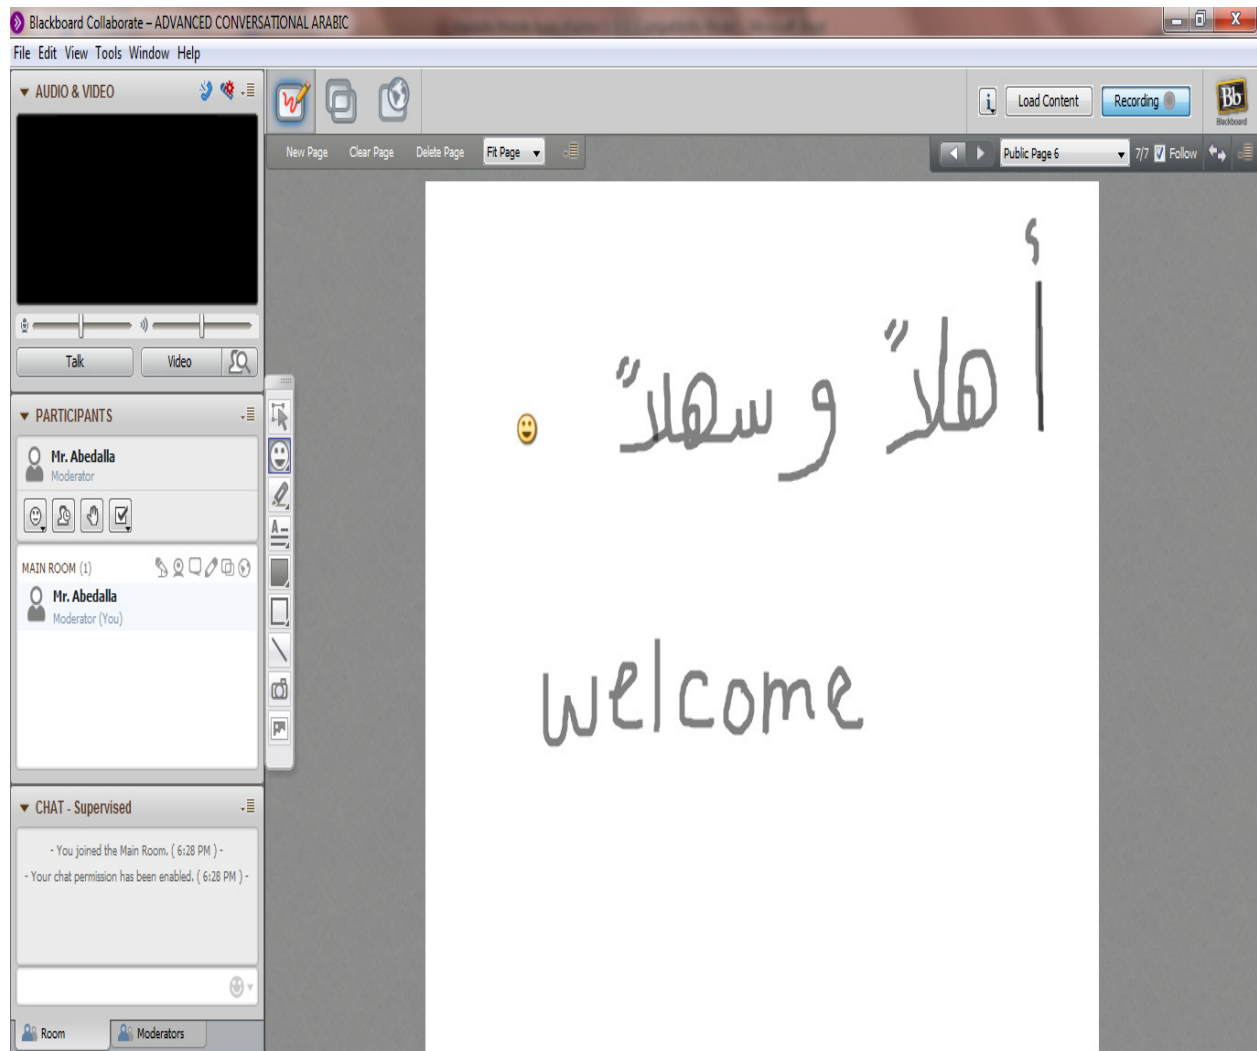 Blackboard Collaborate – ADVANCED CONVERSATIONAL ARABIC
File Edit View Tools Window Help
AUDIO & VIDEO
Talk Video
PARTICIPANTS
Mr. Abedalla
Moderator
MAIN ROOM (1)
Mr. Abedalla
Moderator (You)
CHAT - Supervised
- You joined the Main Room. ( 6:28 PM ) -
- Your chat permission has been enabled. ( 6:28 PM ) -
Room Moderators
Load Content Recording
Bb
Blackboard
New Page Clear Page Delete Page Fit Page
Public Page 6 7/7 Follow
أهلاً و سهلاً
welcome